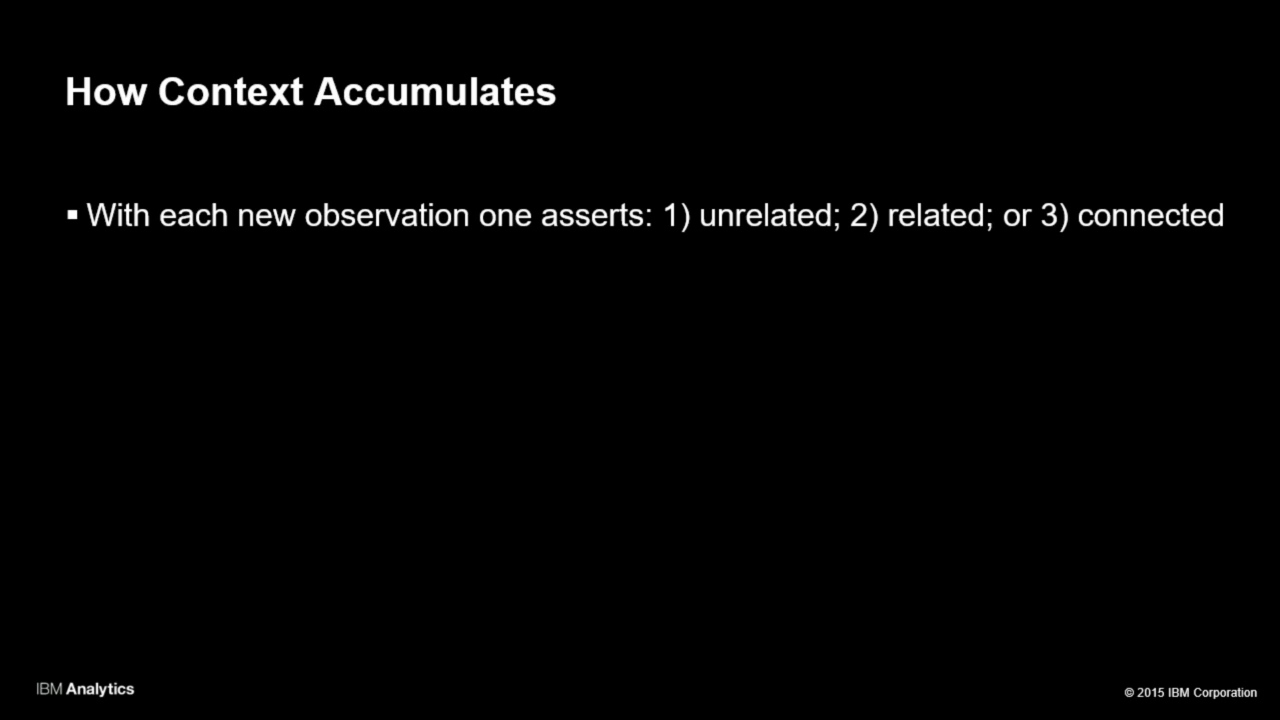 How Context Accumulates
▪ With each new observation one asserts: 1) unrelated; 2) related; or 3) connected
IBM Analytics
© 2015 IBM Corporation